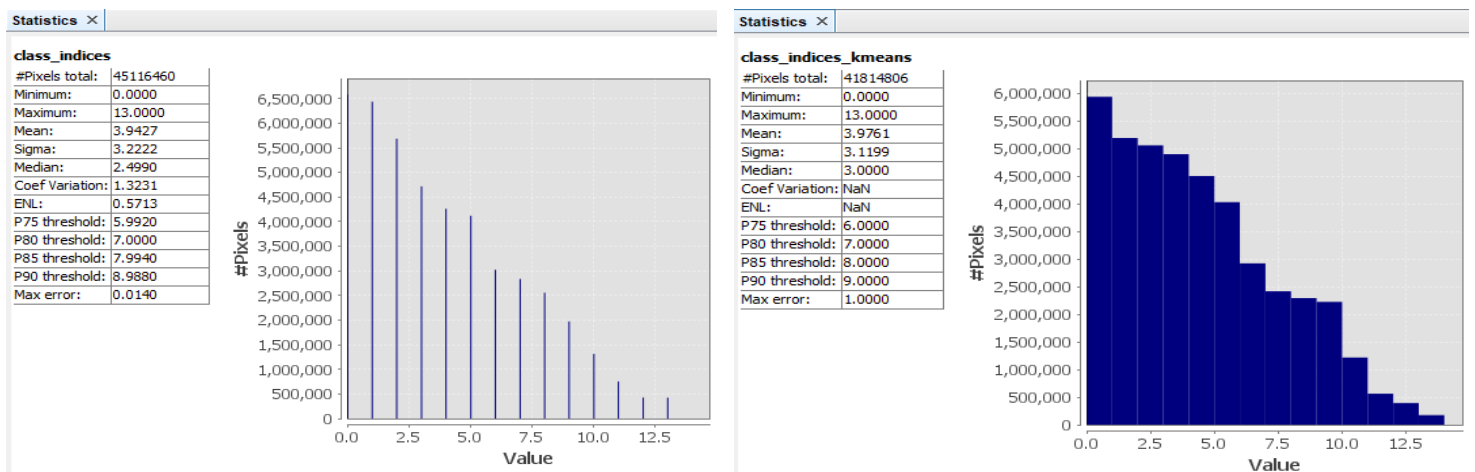 Statistics ×
class_indices
#Pixels total: 45116460
Minimum: 0.0000
Maximum: 13.0000
Mean: 3.9427
Sigma: 3.2222
Median: 2.4990
Coef Variation: 1.3231
ENL: 0.5713
P75 threshold: 5.9920
P80 threshold: 7.0000
P85 threshold: 7.9940
P90 threshold: 8.9880
Max error: 0.0140
#Pixels
6,500,000
6,000,000
5,500,000
5,000,000
4,500,000
4,000,000
3,500,000
3,000,000
2,500,000
2,000,000
1,500,000
1,000,000
500,000
0
0.0 2.5 5.0 7.5 10.0 12.5
Value
Statistics ×
class_indices_kmeans
#Pixels total: 41814806
Minimum: 0.0000
Maximum: 13.0000
Mean: 3.9761
Sigma: 3.1199
Median: 3.0000
Coef Variation: NaN
ENL: NaN
P75 threshold: 6.0000
P80 threshold: 7.0000
P85 threshold: 8.0000
P90 threshold: 9.0000
Max error: 1.0000
#Pixels
6,000,000
5,500,000
5,000,000
4,500,000
4,000,000
3,500,000
3,000,000
2,500,000
2,000,000
1,500,000
1,000,000
500,000
0
0.0 2.5 5.0 7.5 10.0 12.5
Value